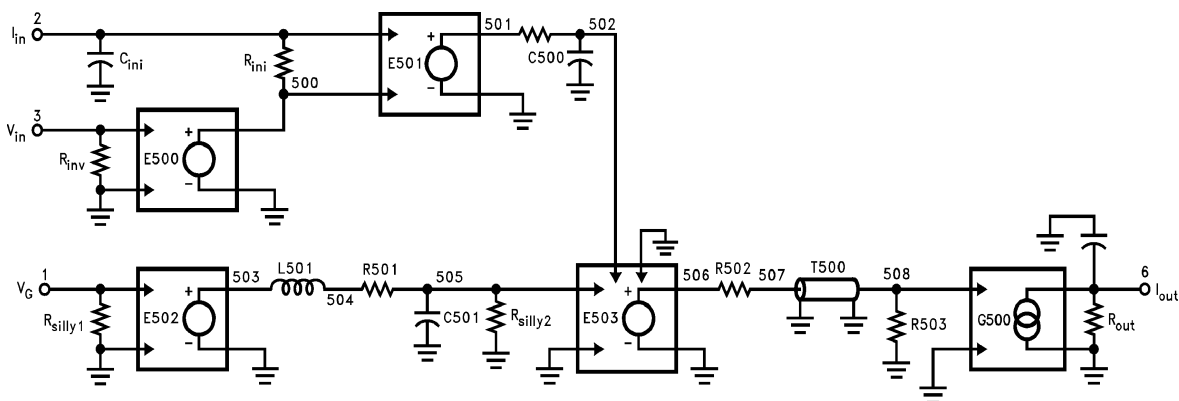 2
I_in
C_ini
R_ini
500
E501
+
−
501
502
C500
3
V_in
R_inv
E500
+
−
1
V_G
R_silly1
E502
+
−
503
L501
504
R501
505
C501
R_silly2
E503
+
−
506
R502
507
T500
508
R503
G500
6
I_out
R_out